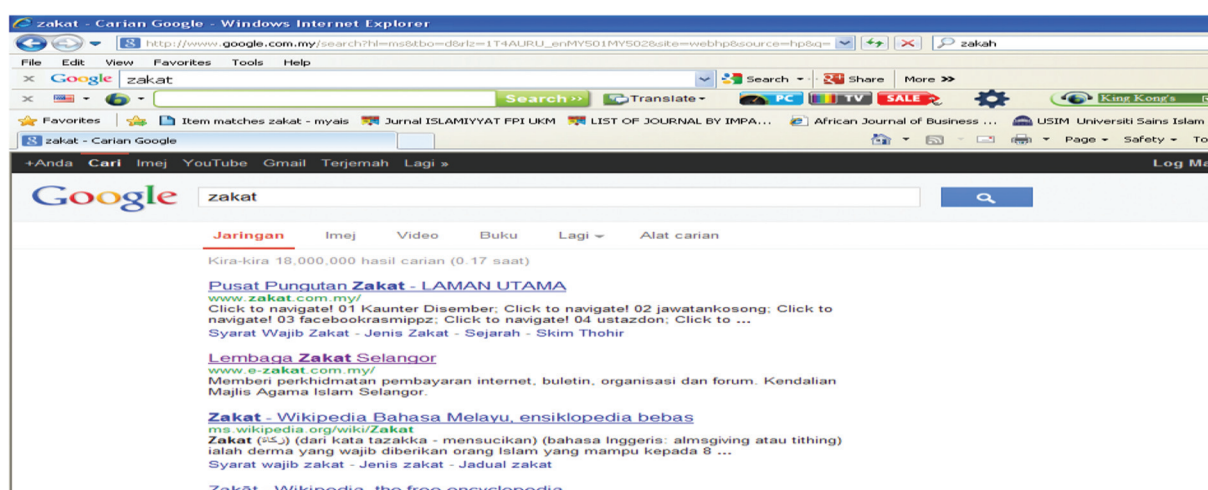 zakat - Carian Google - Windows Internet Explorer
http://www.google.com.my/search?hl=ms&tbo=d&rlz=1T4AURU_enMY501MY502&site=webhp&source=hp&q= zakah
File Edit View Favorites Tools Help
Google zakat Search Share More
Search Translate PC TV SALE King Kong's
Favorites Item matches zakat - myais Jurnal ISLAMIYYAT FPI UKM LIST OF JOURNAL BY IMPA... African Journal of Business ... USIM Universiti Sains Islam
zakat - Carian Google Page Safety To
+Anda Cari Imej YouTube Gmail Terjemah Lagi » Log Ma
Google zakat
Jaringan Imej Video Buku Lagi Alat carian
Kira-kira 18,000,000 hasil carian (0.17 saat)
Pusat Pungutan Zakat - LAMAN UTAMA
www.zakat.com.my/
Click to navigate! 01 Kaunter Disember; Click to navigate! 02 jawatankosong; Click to
navigate! 03 facebookrasmippz; Click to navigate! 04 ustazdon; Click to ...
Syarat Wajib Zakat - Jenis Zakat - Sejarah - Skim Thohir
Lembaga Zakat Selangor
www.e-zakat.com.my/
Memberi perkhidmatan pembayaran internet, buletin, organisasi dan forum. Kendalian
Majlis Agama Islam Selangor.
Zakat - Wikipedia Bahasa Melayu, ensiklopedia bebas
ms.wikipedia.org/wiki/Zakat
Zakat (زكاة) (dari kata tazakka - mensucikan) (bahasa Inggeris: almsgiving atau tithing)
ialah derma yang wajib diberikan orang Islam yang mampu kepada 8 ...
Syarat wajib zakat - Jenis zakat - Jadual zakat
Zakāt - Wikipedia, the free encyclopedia